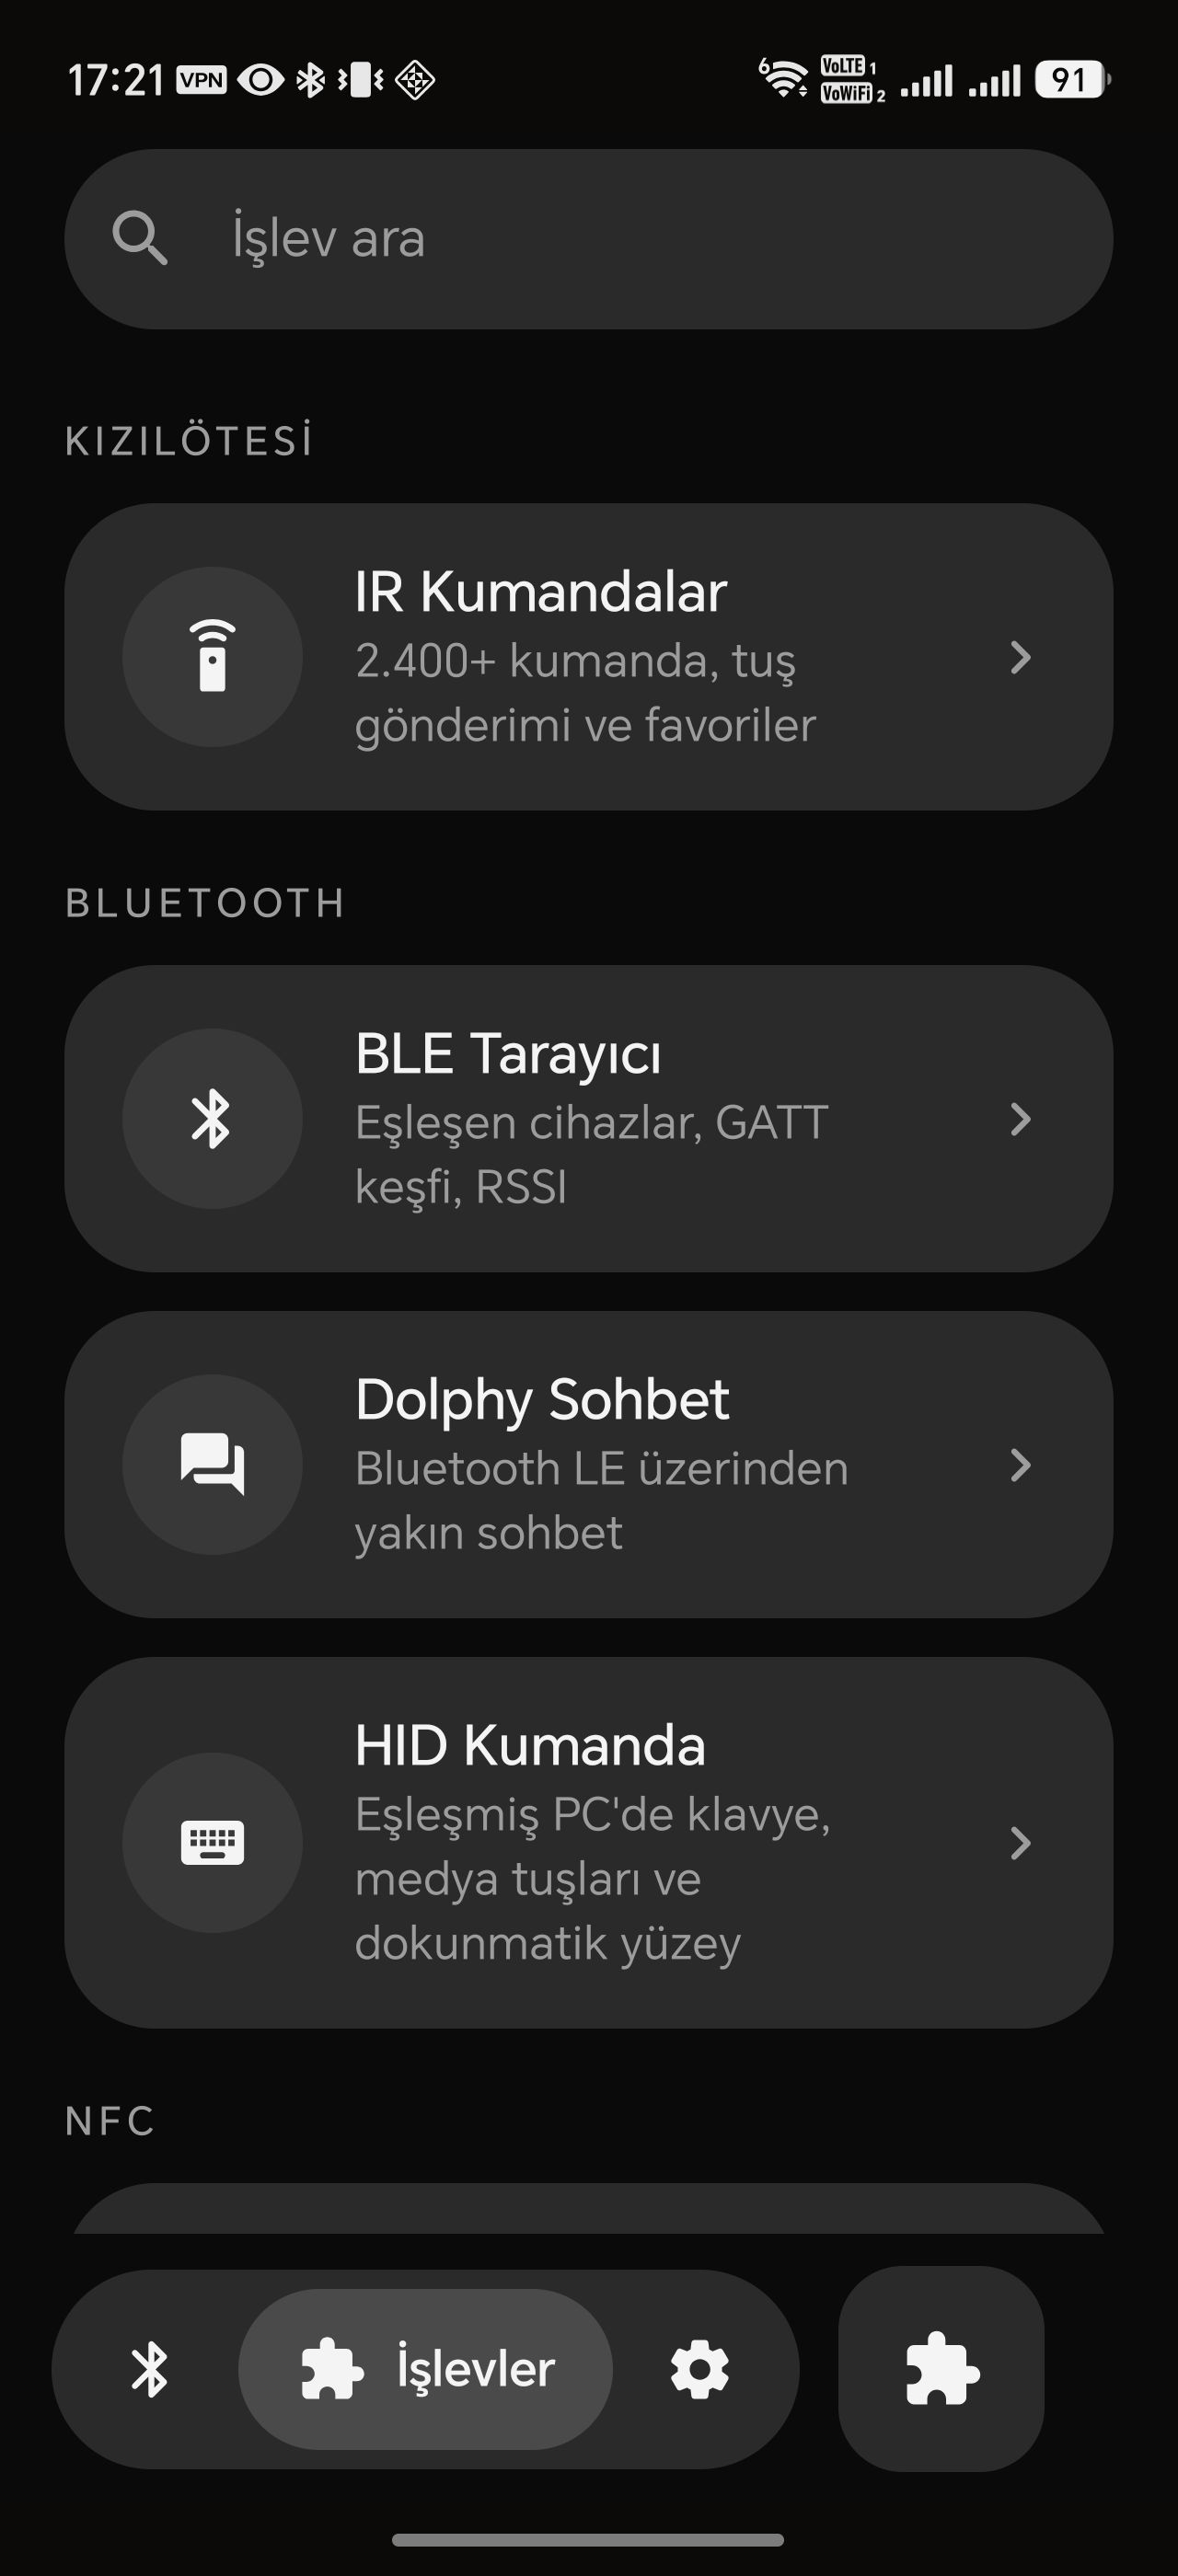 17:21 VPN 6 VoLTE 1 VoWiFi 2 91
İşlev ara
KIZILÖTESİ
IR Kumandalar
2.400+ kumanda, tuş
gönderimi ve favoriler
BLUETOOTH
BLE Tarayıcı
Eşleşen cihazlar, GATT
keşfi, RSSI
Dolphy Sohbet
Bluetooth LE üzerinden
yakın sohbet
HID Kumanda
Eşleşmiş PC'de klavye,
medya tuşları ve
dokunmatik yüzey
NFC
İşlevler